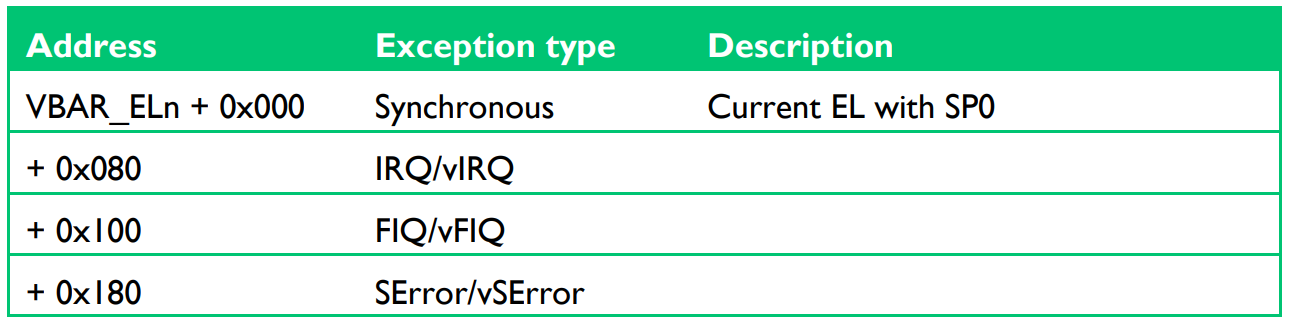 Address Exception type Description
VBAR_ELn + 0x000 Synchronous Current EL with SP0
+ 0x080 IRQ/vIRQ
+ 0x100 FIQ/vFIQ
+ 0x180 SError/vSError